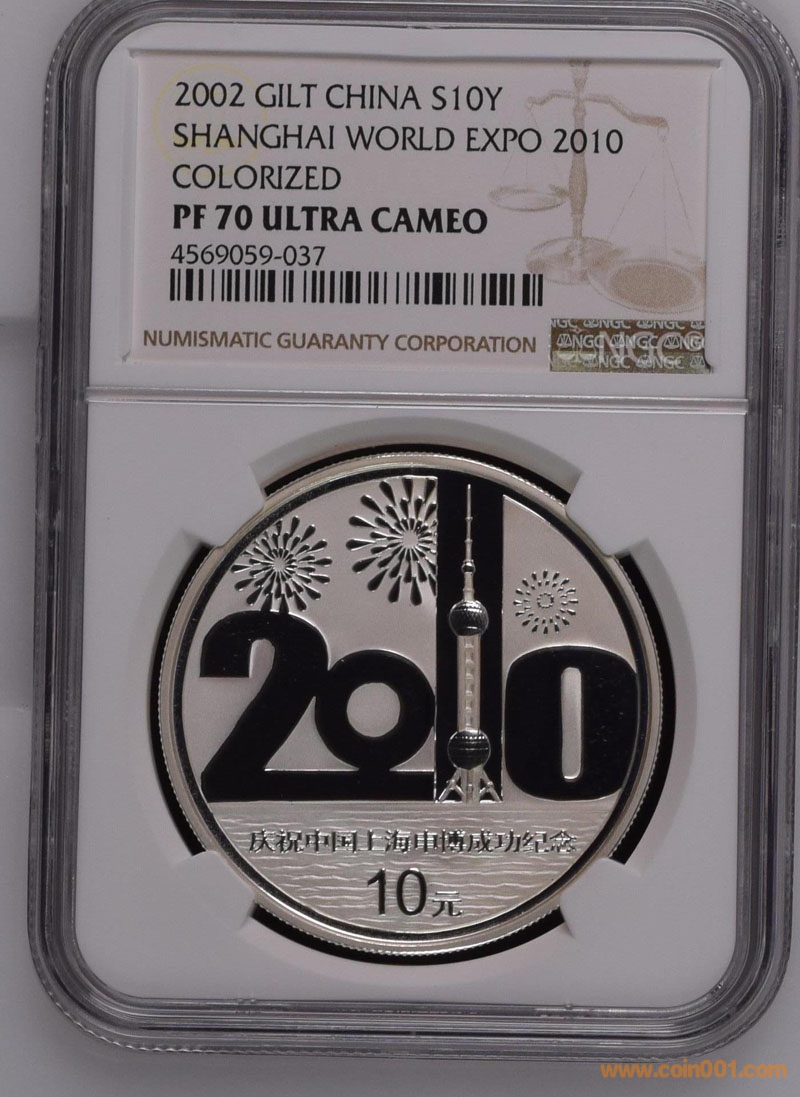 2002 GILT CHINA S10Y
SHANGHAI WORLD EXPO 2010
COLORIZED
PF 70 ULTRA CAMEO
4569059-037
NUMISMATIC GUARANTY CORPORATION
NGC
2010
庆祝中国上海申博成功纪念
10元
www.coin001.com